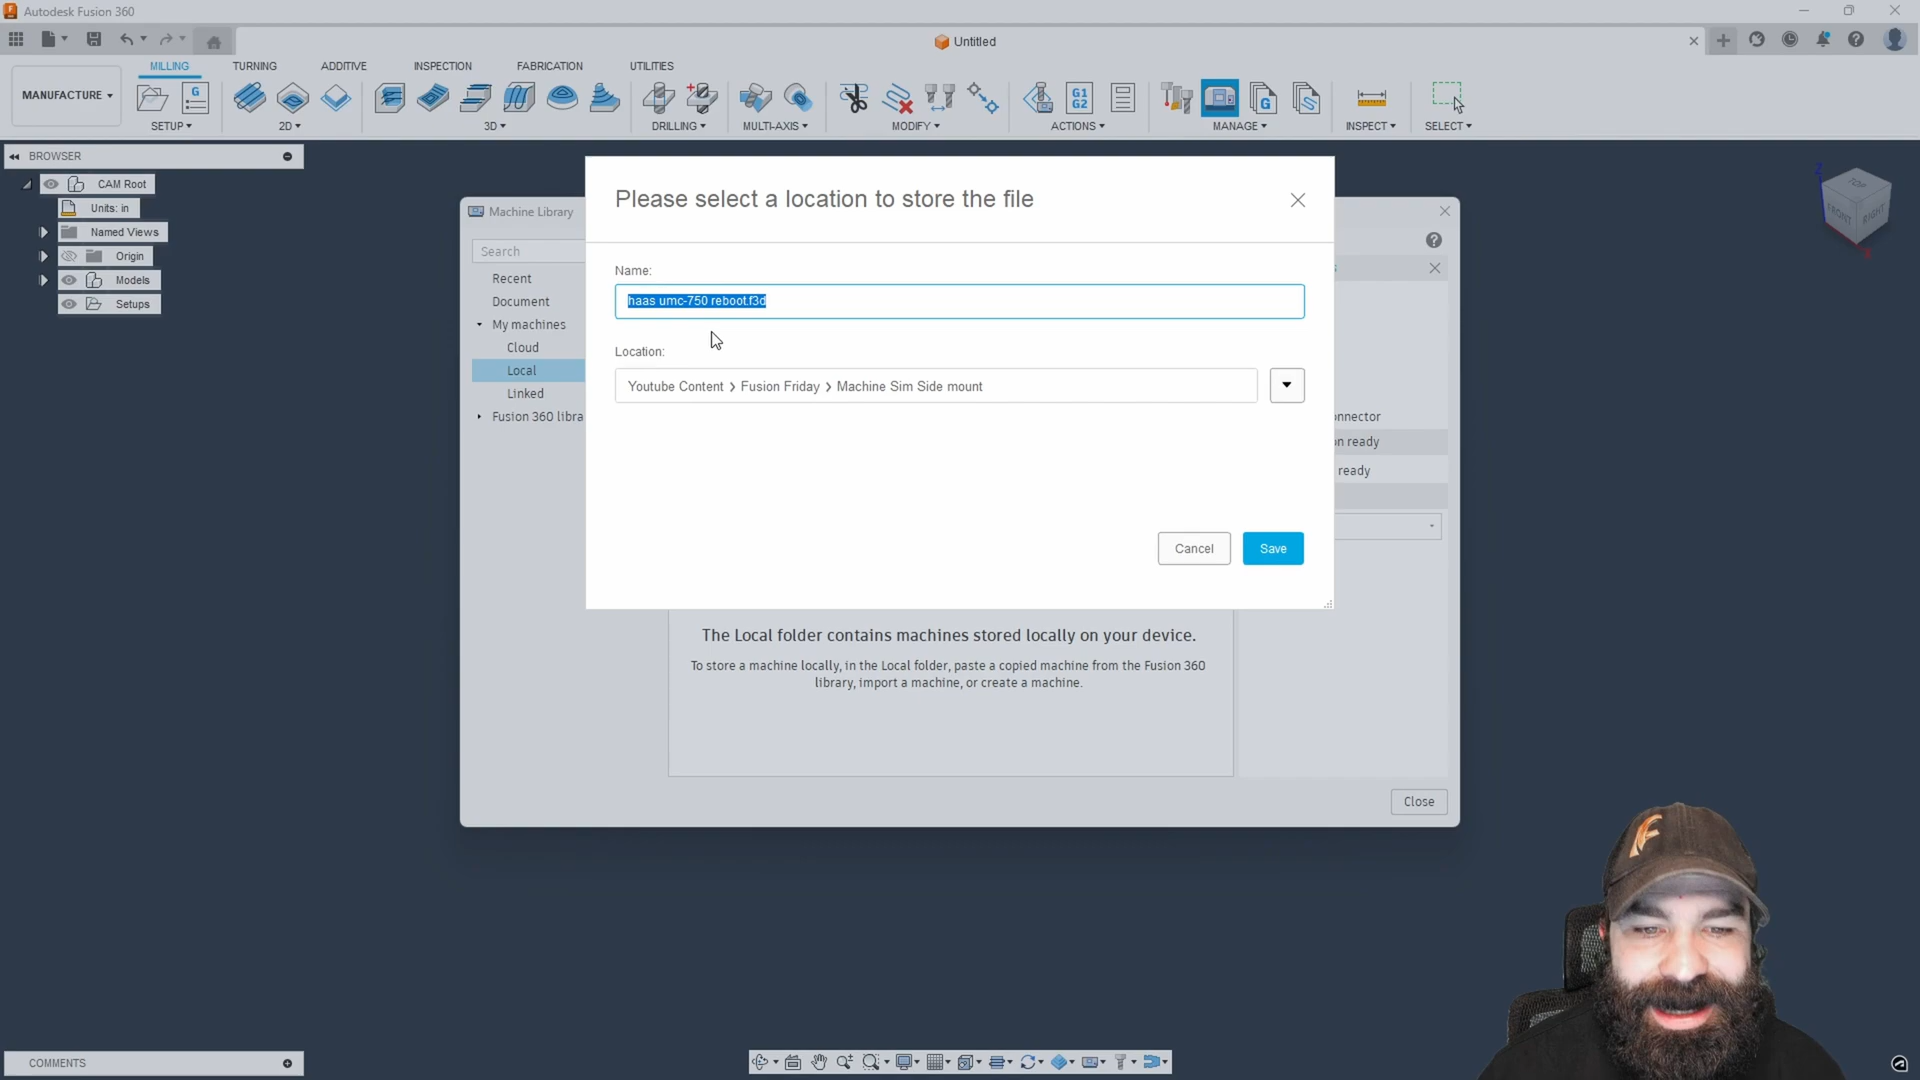 Autodesk Fusion 360
Untitled
MANUFACTURE
MILLING
TURNING
ADDITIVE
INSPECTION
FABRICATION
UTILITIES
G
G1
G2
G
S
SETUP
2D
3D
DRILLING
MULTI-AXIS
MODIFY
ACTIONS
MANAGE
INSPECT
SELECT
BROWSER
CAM Root
Units: in
Named Views
Origin
Models
Setups
Z
TOP
FRONT
RIGHT
X
Machine Library
Search
Recent
Document
My machines
Cloud
Local
Linked
Fusion 360 libra
Please select a location to store the file
Name:
haas umc-750 reboot.f3d
Location:
Youtube Content > Fusion Friday > Machine Sim Side mount
Cancel
Save
nnector
n ready
ready
The Local folder contains machines stored locally on your device.
To store a machine locally, in the Local folder, paste a copied machine from the Fusion 360
library, import a machine, or create a machine.
Close
COMMENTS